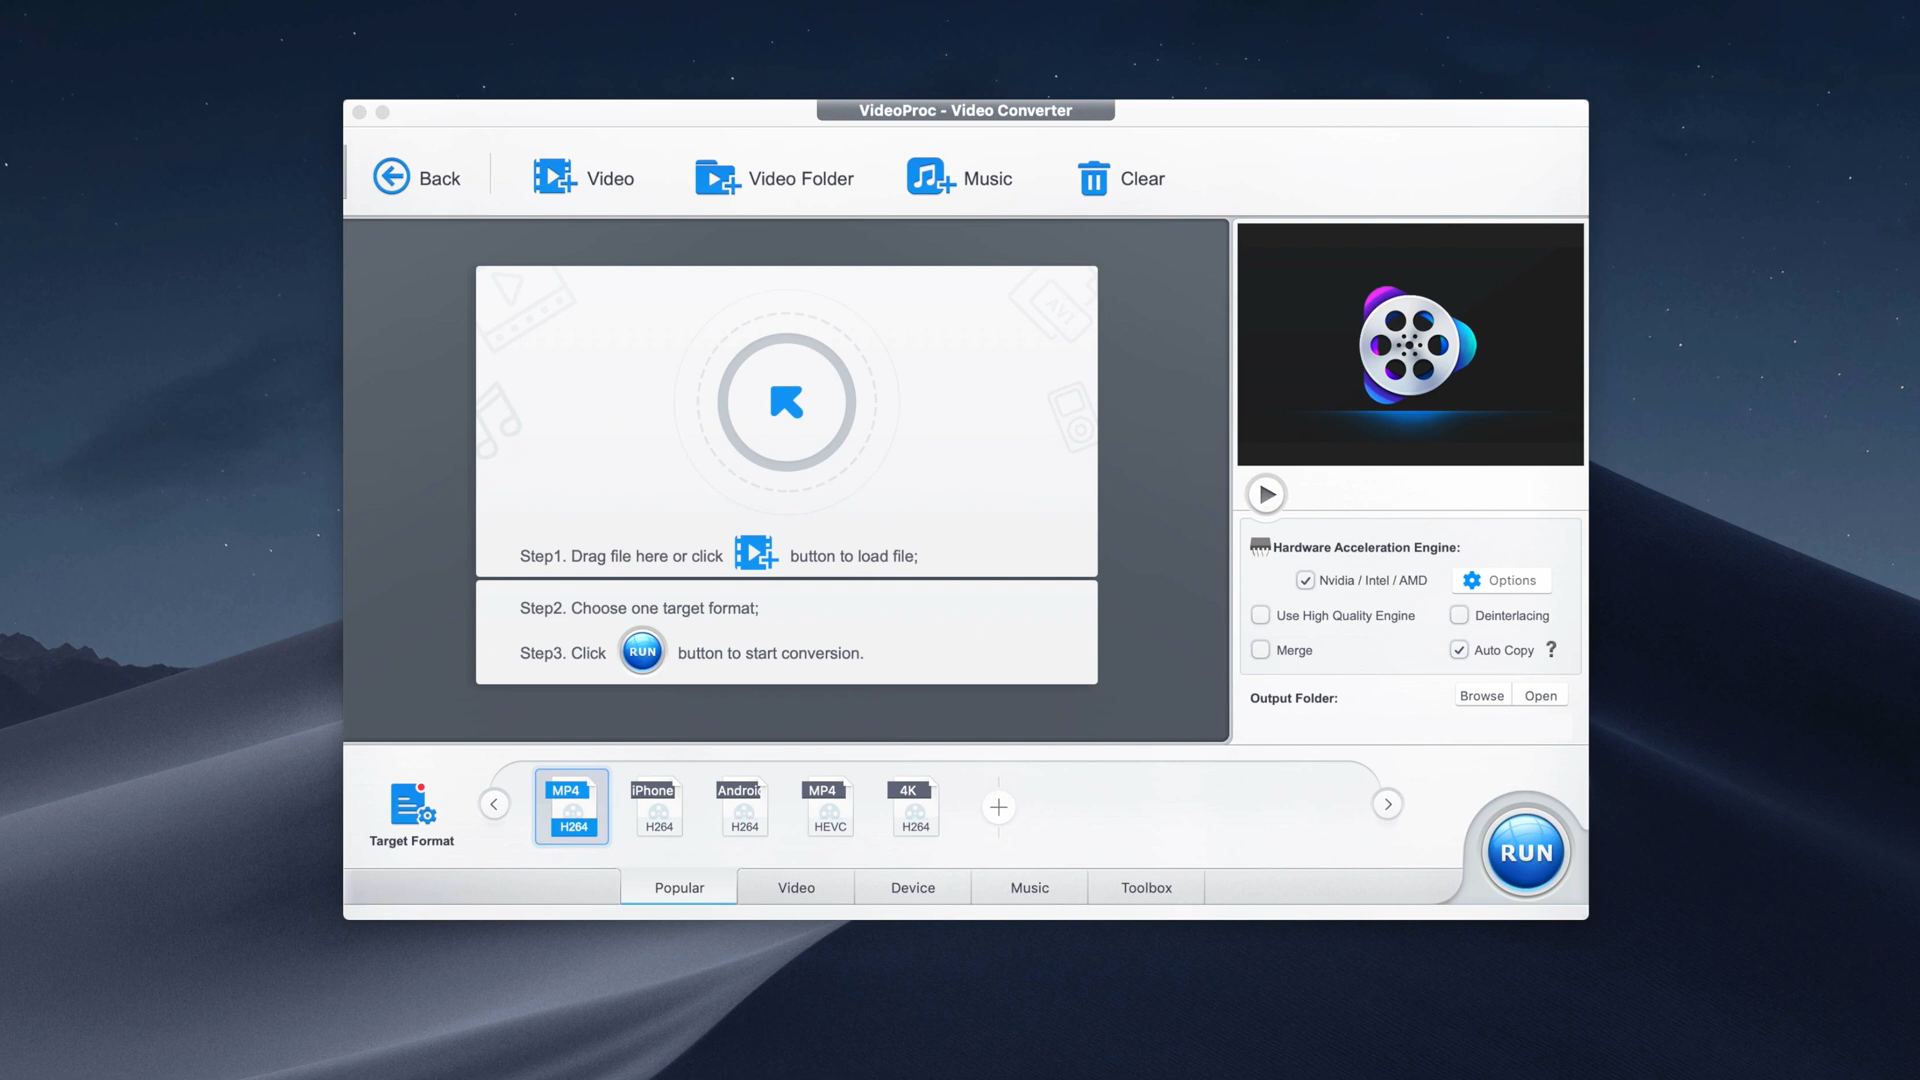 VideoProc - Video Converter
Back
Video
Video Folder
Music
Clear
AVI
Step1. Drag file here or click button to load file;
Step2. Choose one target format;
Step3. Click RUN button to start conversion.
Hardware Acceleration Engine:
Nvidia / Intel / AMD
Options
Use High Quality Engine
Deinterlacing
Merge
Auto Copy ?
Output Folder:
Browse
Open
Target Format
MP4
H264
iPhone
H264
Android
H264
MP4
HEVC
4K
H264
RUN
Popular
Video
Device
Music
Toolbox